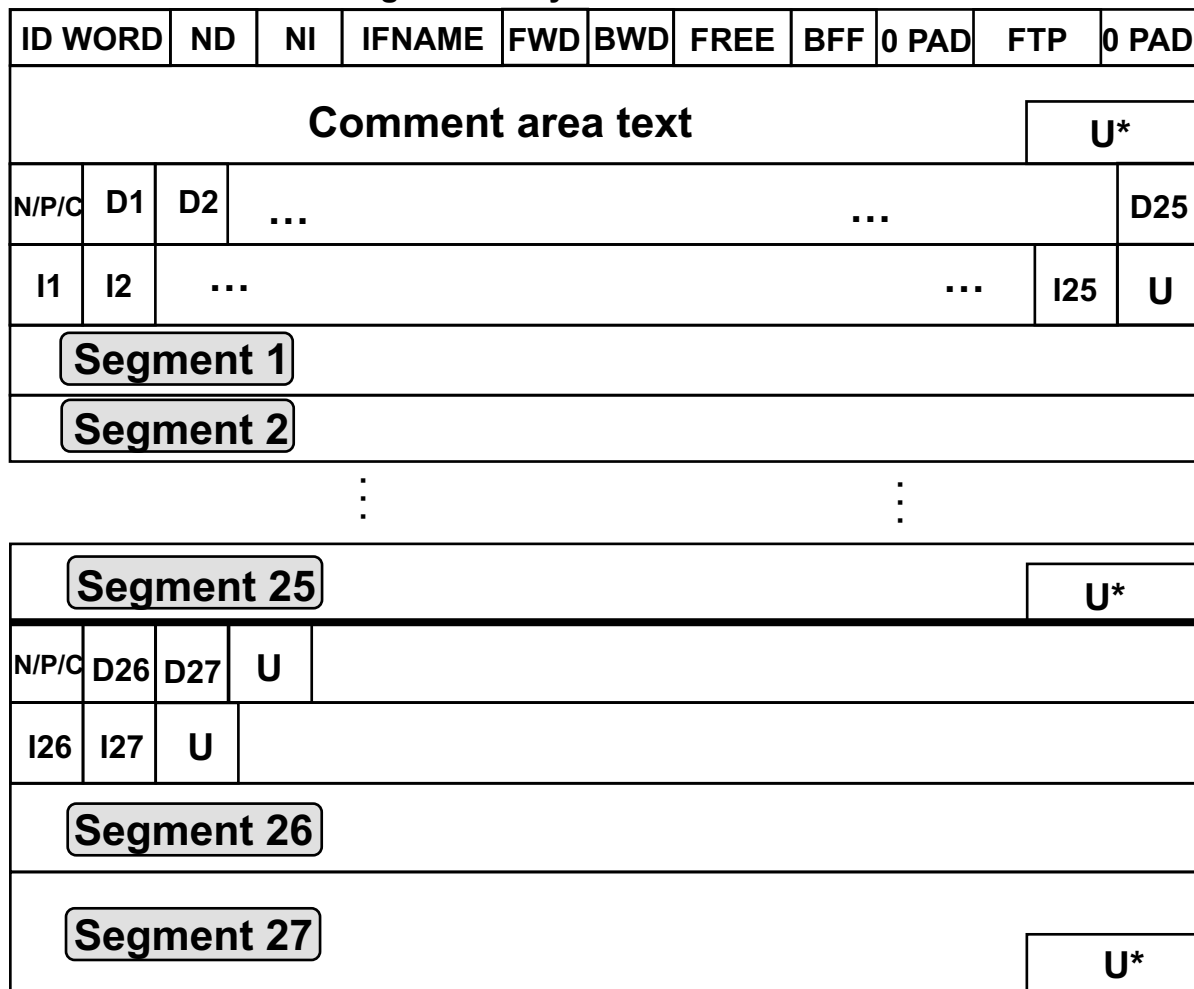 ID WORD ND NI IFNAME FWD BWD FREE BFF 0 PAD FTP 0 PAD
Comment area text U*
N/P/C D1 D2 ... ... D25
I1 I2 ... ... I25 U
Segment 1
Segment 2
Segment 25 U*
N/P/C D26 D27 U
I26 I27 U
Segment 26
Segment 27
U*